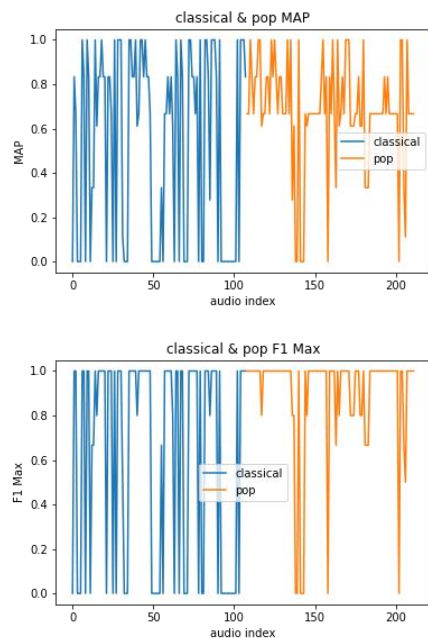 classical & pop MAP
1.0
0.8
0.6
0.4
0.2
0.0
MAP
classical
pop
0
50
100
150
200
audio index
classical & pop F1 Max
1.0
0.8
0.6
0.4
0.2
0.0
F1 Max
classical
pop
0
50
100
150
200
audio index